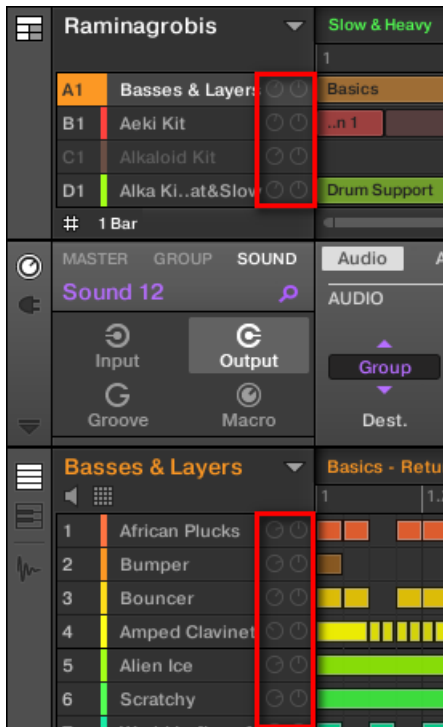 Raminagrobis
Slow & Heavy
1
A1 Basses & Layers Basics
B1 Aeki Kit ..n 1
C1 Alkaloid Kit
D1 Alka Ki..at&Slow Drum Support
1 Bar
MASTER GROUP SOUND Audio
Sound 12 AUDIO
Input Output Group
Groove Macro Dest.
Basses & Layers Basics - Retu
1 1.
1 African Plucks
2 Bumper
3 Bouncer
4 Amped Clavinet
5 Alien Ice
6 Scratchy